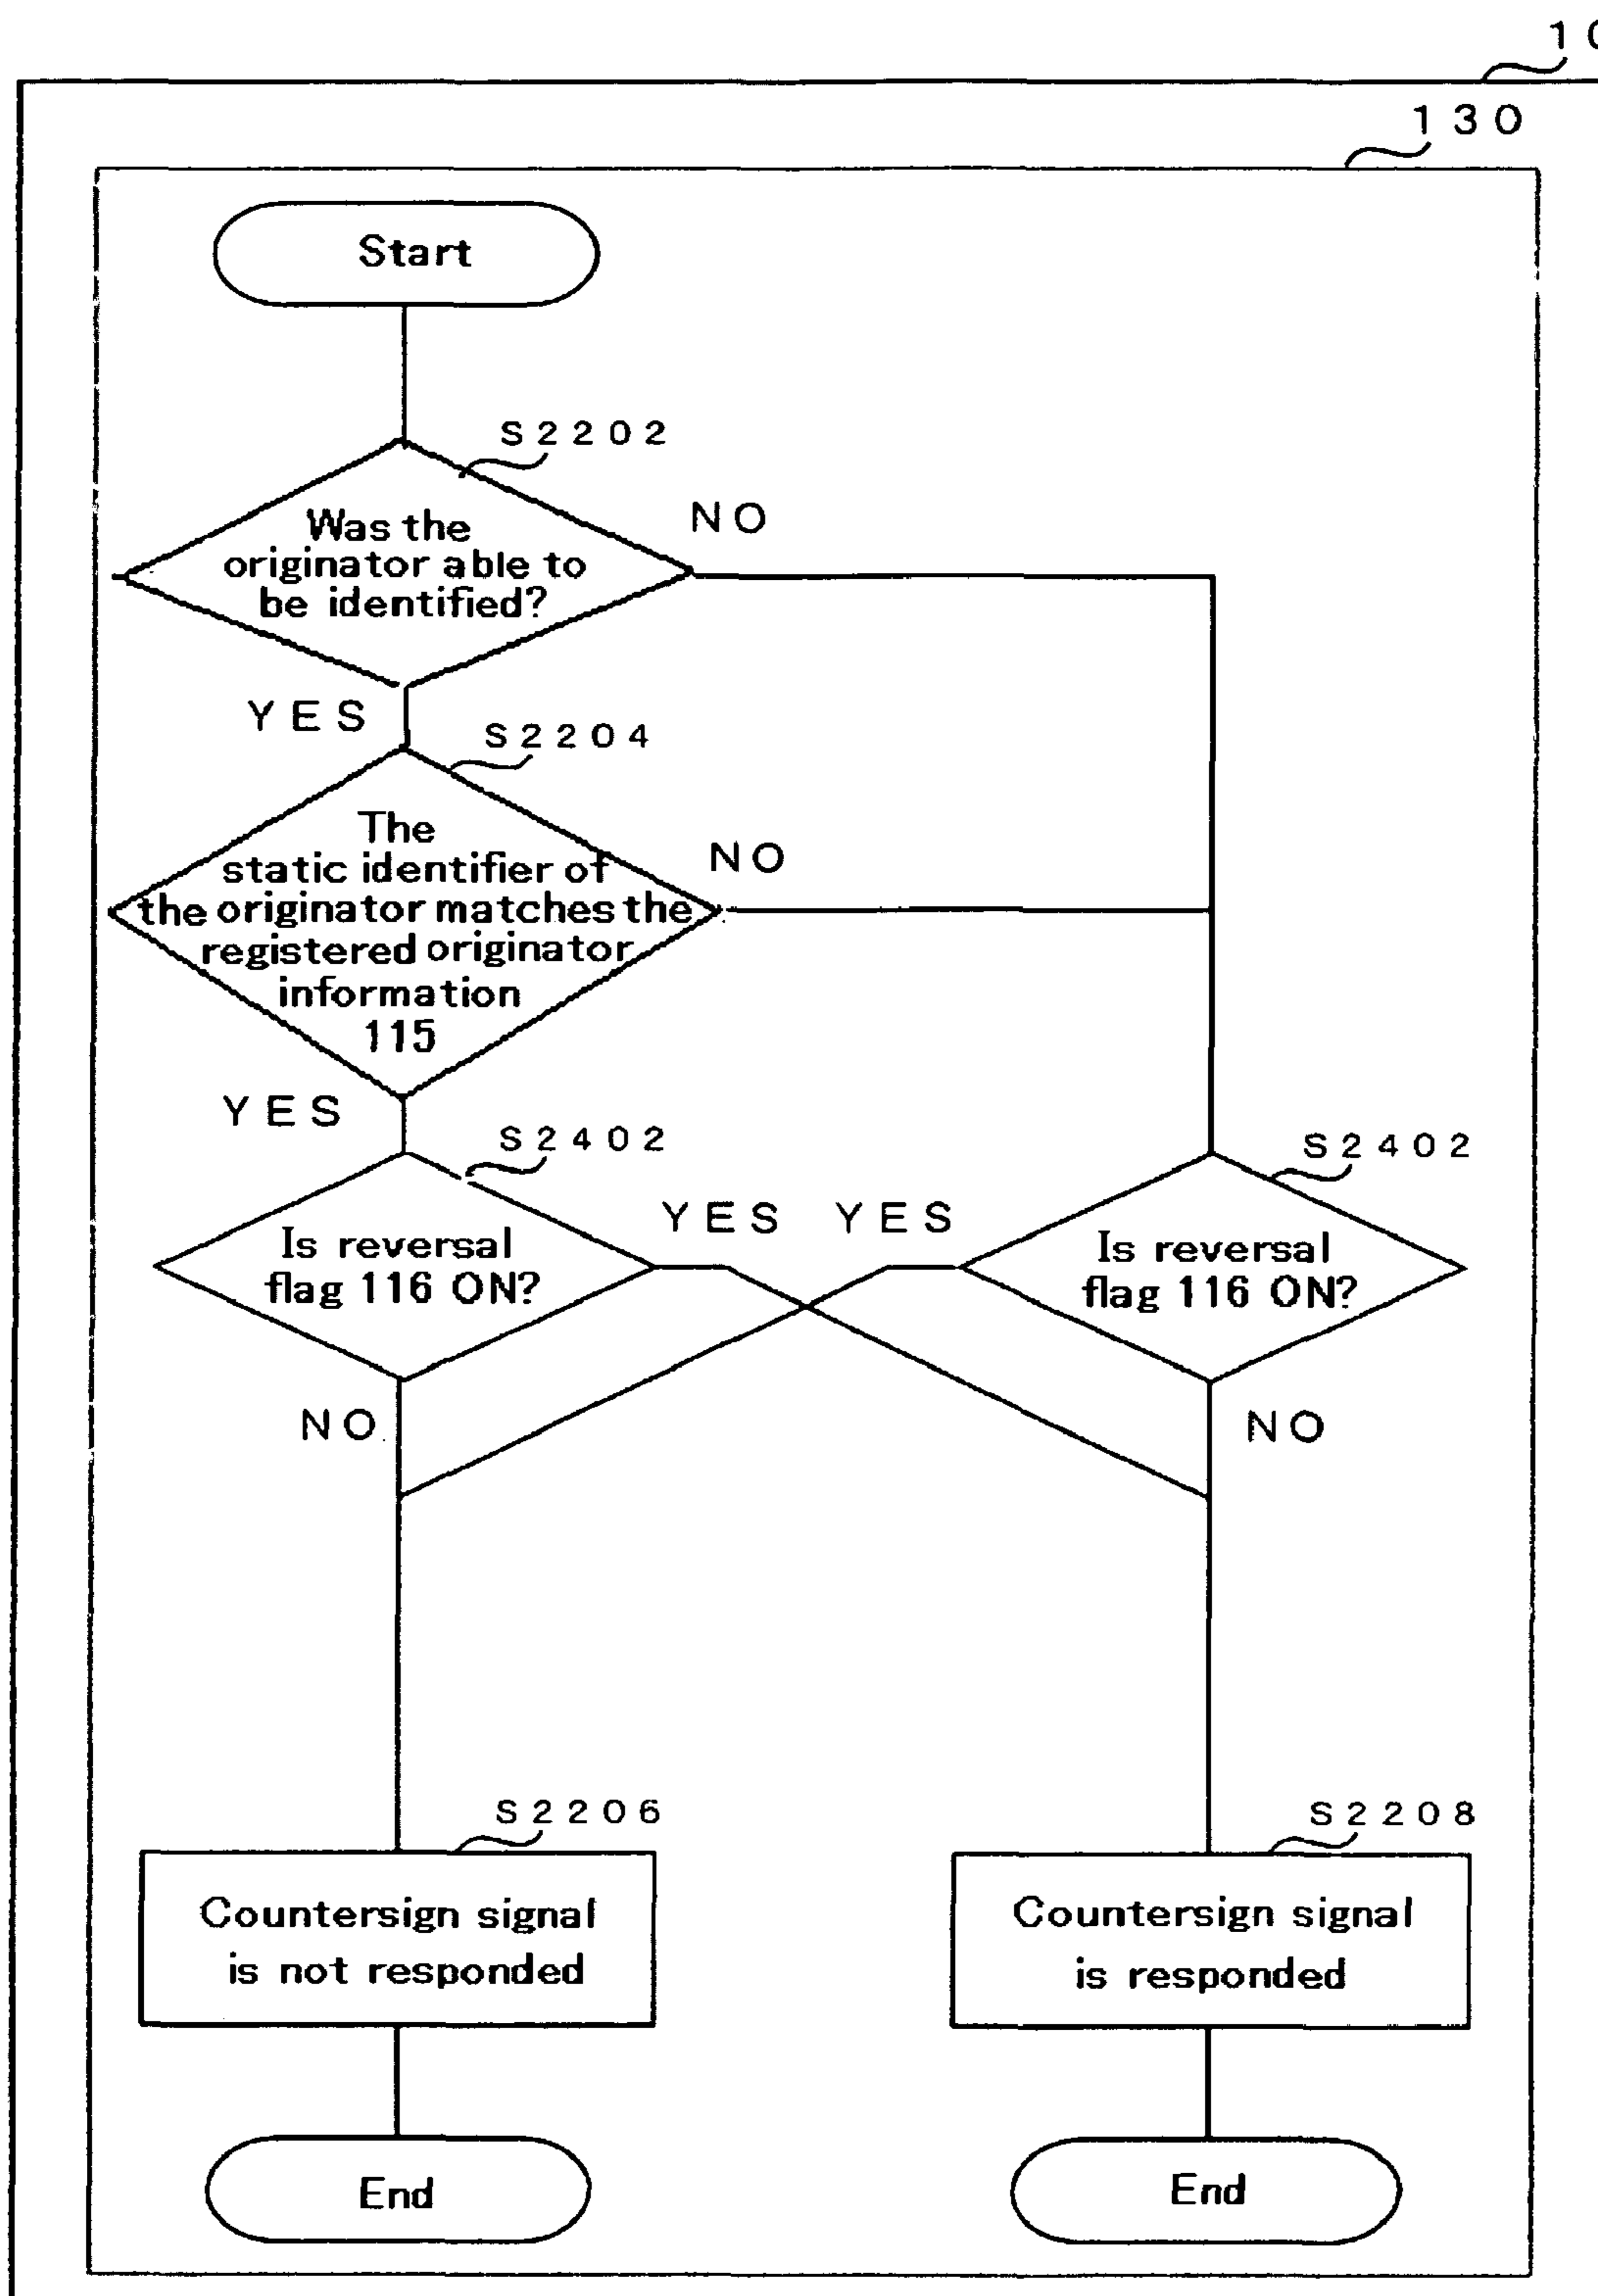 10
130
Start
S2202
Was the
originator able to
be identified?
NO
YES
S2204
The
static identifier of
the originator matches the
registered originator
information
115
NO
YES
S2402
Is reversal
flag 116 ON?
YES
NO
S2402
Is reversal
flag 116 ON?
YES
NO
S2206
Countersign signal
is not responded
S2208
Countersign signal
is responded
End
End